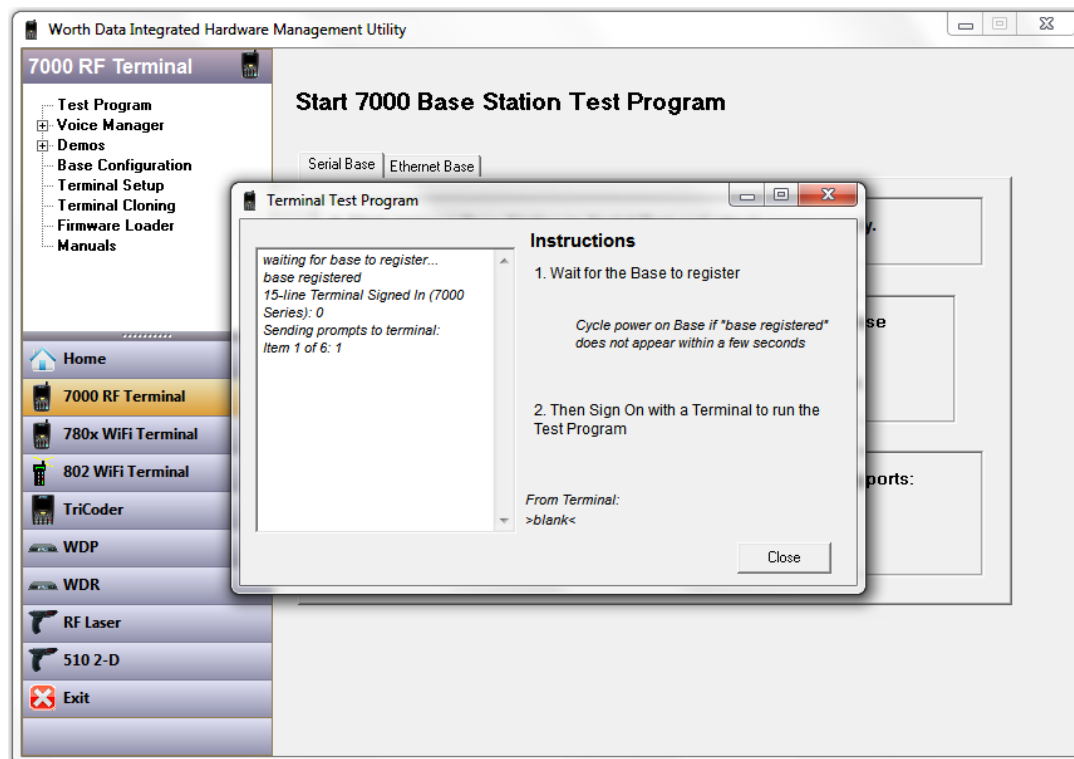 Worth Data Integrated Hardware Management Utility
7000 RF Terminal
Test Program
Voice Manager
Demos
Base Configuration
Terminal Setup
Terminal Cloning
Firmware Loader
Manuals
Home
7000 RF Terminal
780x WiFi Terminal
802 WiFi Terminal
TriCoder
WDP
WDR
RF Laser
510 2-D
Exit
Start 7000 Base Station Test Program
Serial Base
Ethernet Base
Terminal Test Program
waiting for base to register...
base registered
15-line Terminal Signed In (7000
Series): 0
Sending prompts to terminal:
Item 1 of 6: 1
Instructions
1. Wait for the Base to register
Cycle power on Base if "base registered"
does not appear within a few seconds
2. Then Sign On with a Terminal to run the
Test Program
From Terminal:
>blank<
Close